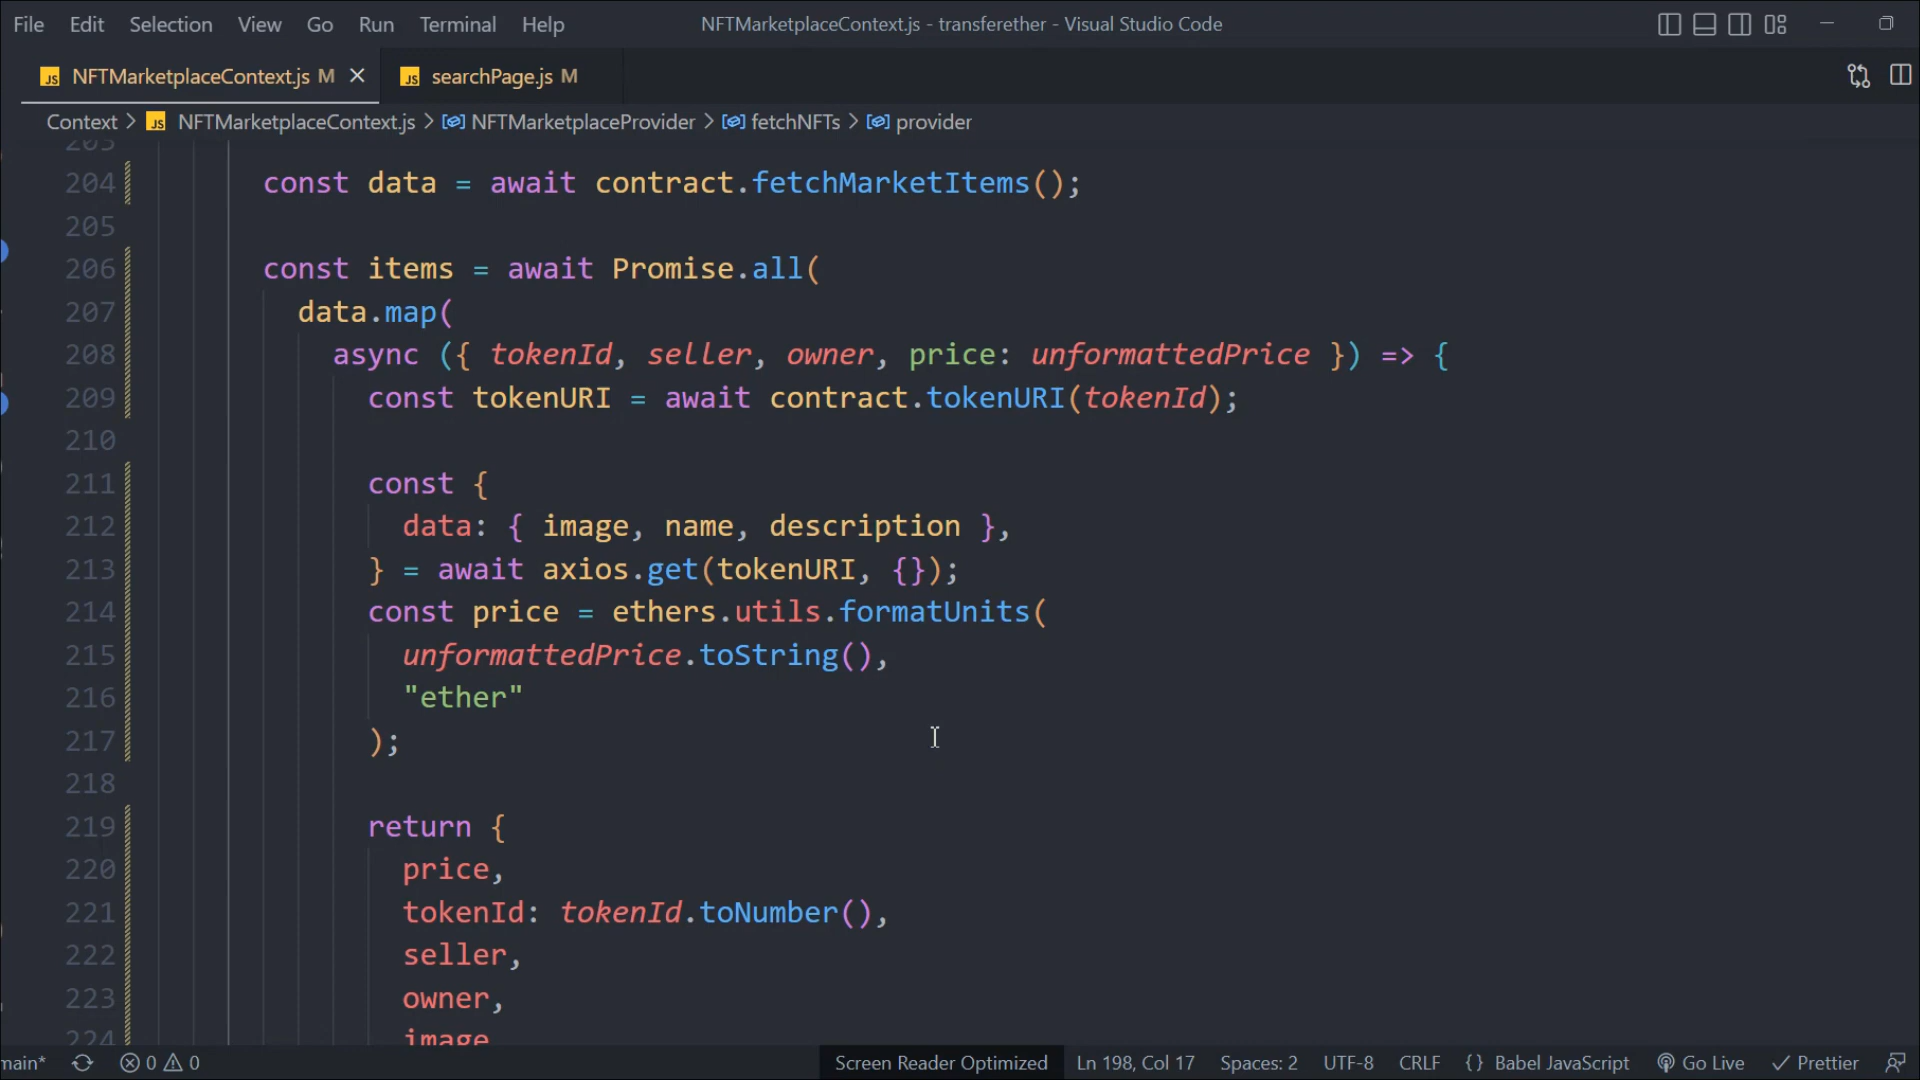 File Edit Selection View Go Run Terminal Help NFTMarketplaceContext.js - transferether - Visual Studio Code
NFTMarketplaceContext.js M searchPage.js M
Context > NFTMarketplaceContext.js > NFTMarketplaceProvider > fetchNFTs > provider
203
204 const data = await contract.fetchMarketItems();
205
206 const items = await Promise.all(
207 data.map(
208 async ({ tokenId, seller, owner, price: unformattedPrice }) => {
209 const tokenURI = await contract.tokenURI(tokenId);
210
211 const {
212 data: { image, name, description },
213 } = await axios.get(tokenURI, {});
214 const price = ethers.utils.formatUnits(
215 unformattedPrice.toString(),
216 "ether"
217 );
218
219 return {
220 price,
221 tokenId: tokenId.toNumber(),
222 seller,
223 owner,
224 image
main* 0 0 Screen Reader Optimized Ln 198, Col 17 Spaces: 2 UTF-8 CRLF {} Babel JavaScript Go Live Prettier